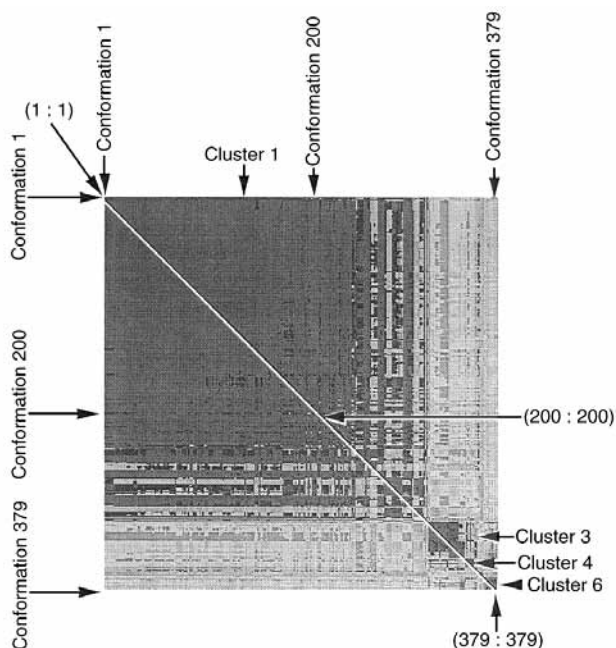 Conformation 1
Conformation 200
Conformation 379
(1 : 1)
Cluster 1
Conformation 1
Conformation 200
(200 : 200)
Conformation 379
Cluster 3
Cluster 4
Cluster 6
(379 : 379)